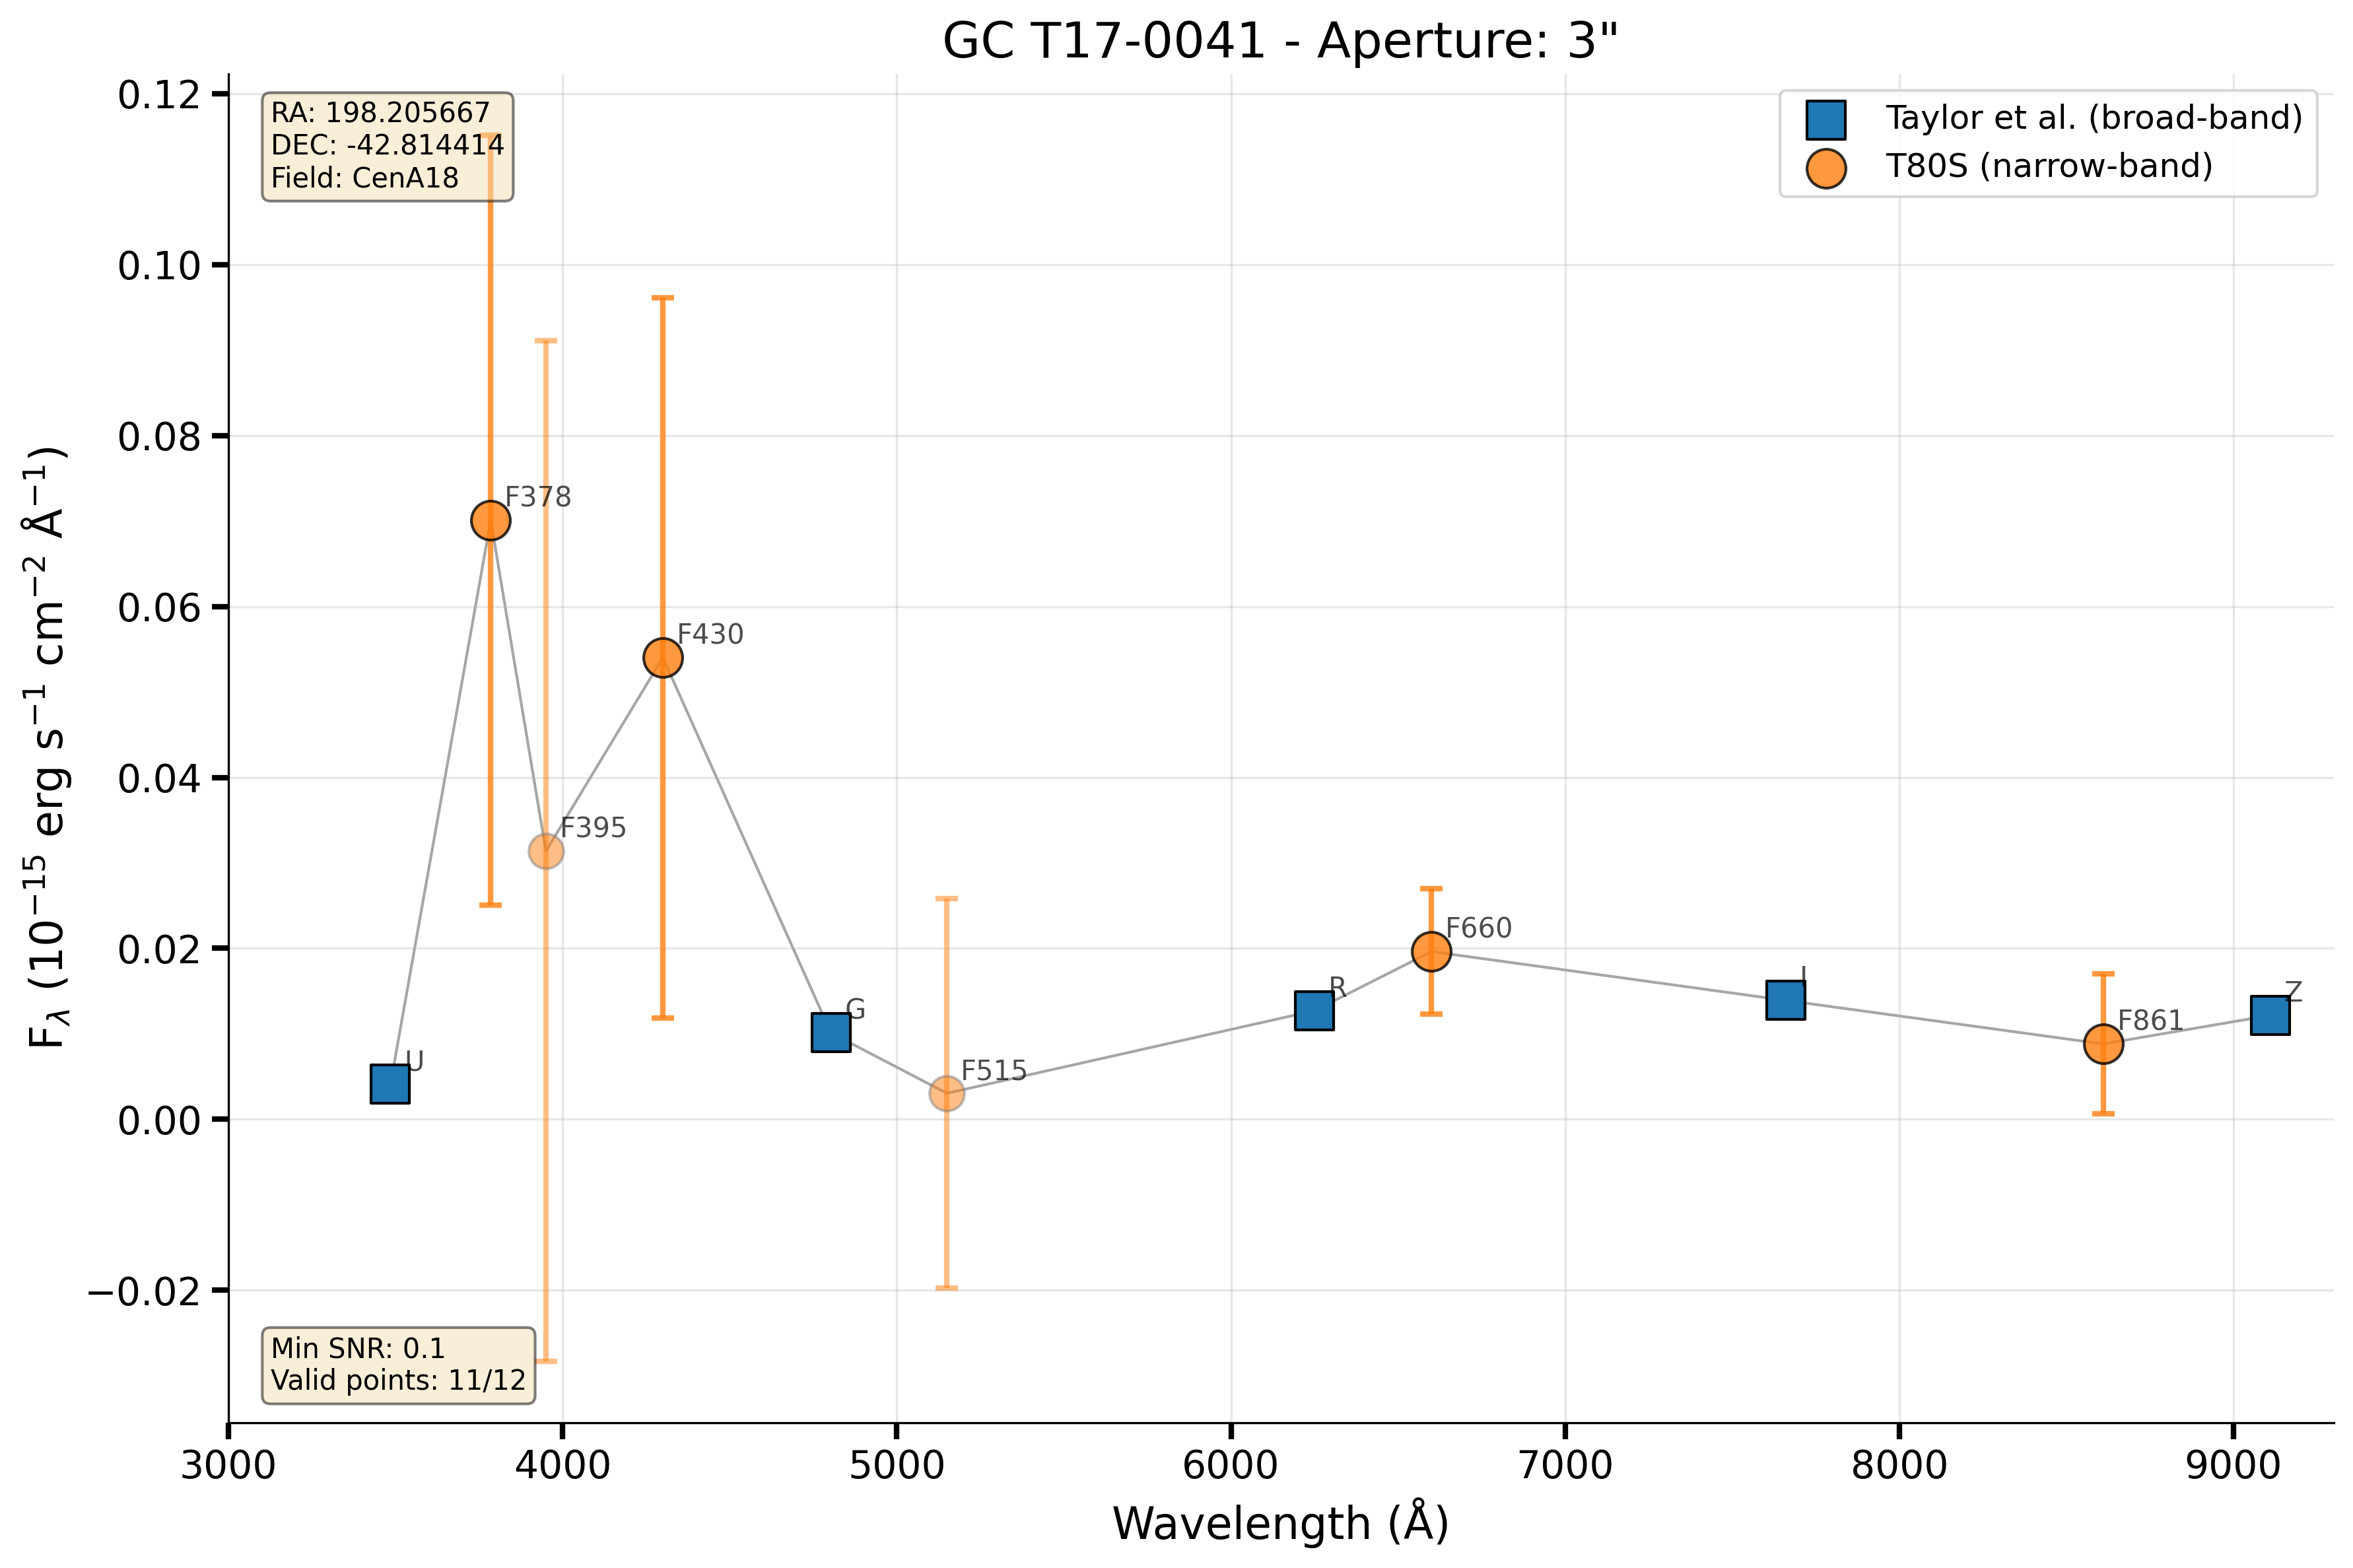 GC T17-0041 - Aperture: 3"
RA: 198.205667
DEC: -42.814414
Field: CenA18
Taylor et al. (broad-band)
T80S (narrow-band)
F$_\lambda$ (10$^{-15}$ erg s$^{-1}$ cm$^{-2}$ Å$^{-1}$)
0.12
0.10
0.08
0.06
0.04
0.02
0.00
−0.02
F378
F430
F395
F660
I
R
Z
G
F861
U
F515
Min SNR: 0.1
Valid points: 11/12
3000 4000 5000 6000 7000 8000 9000
Wavelength (Å)